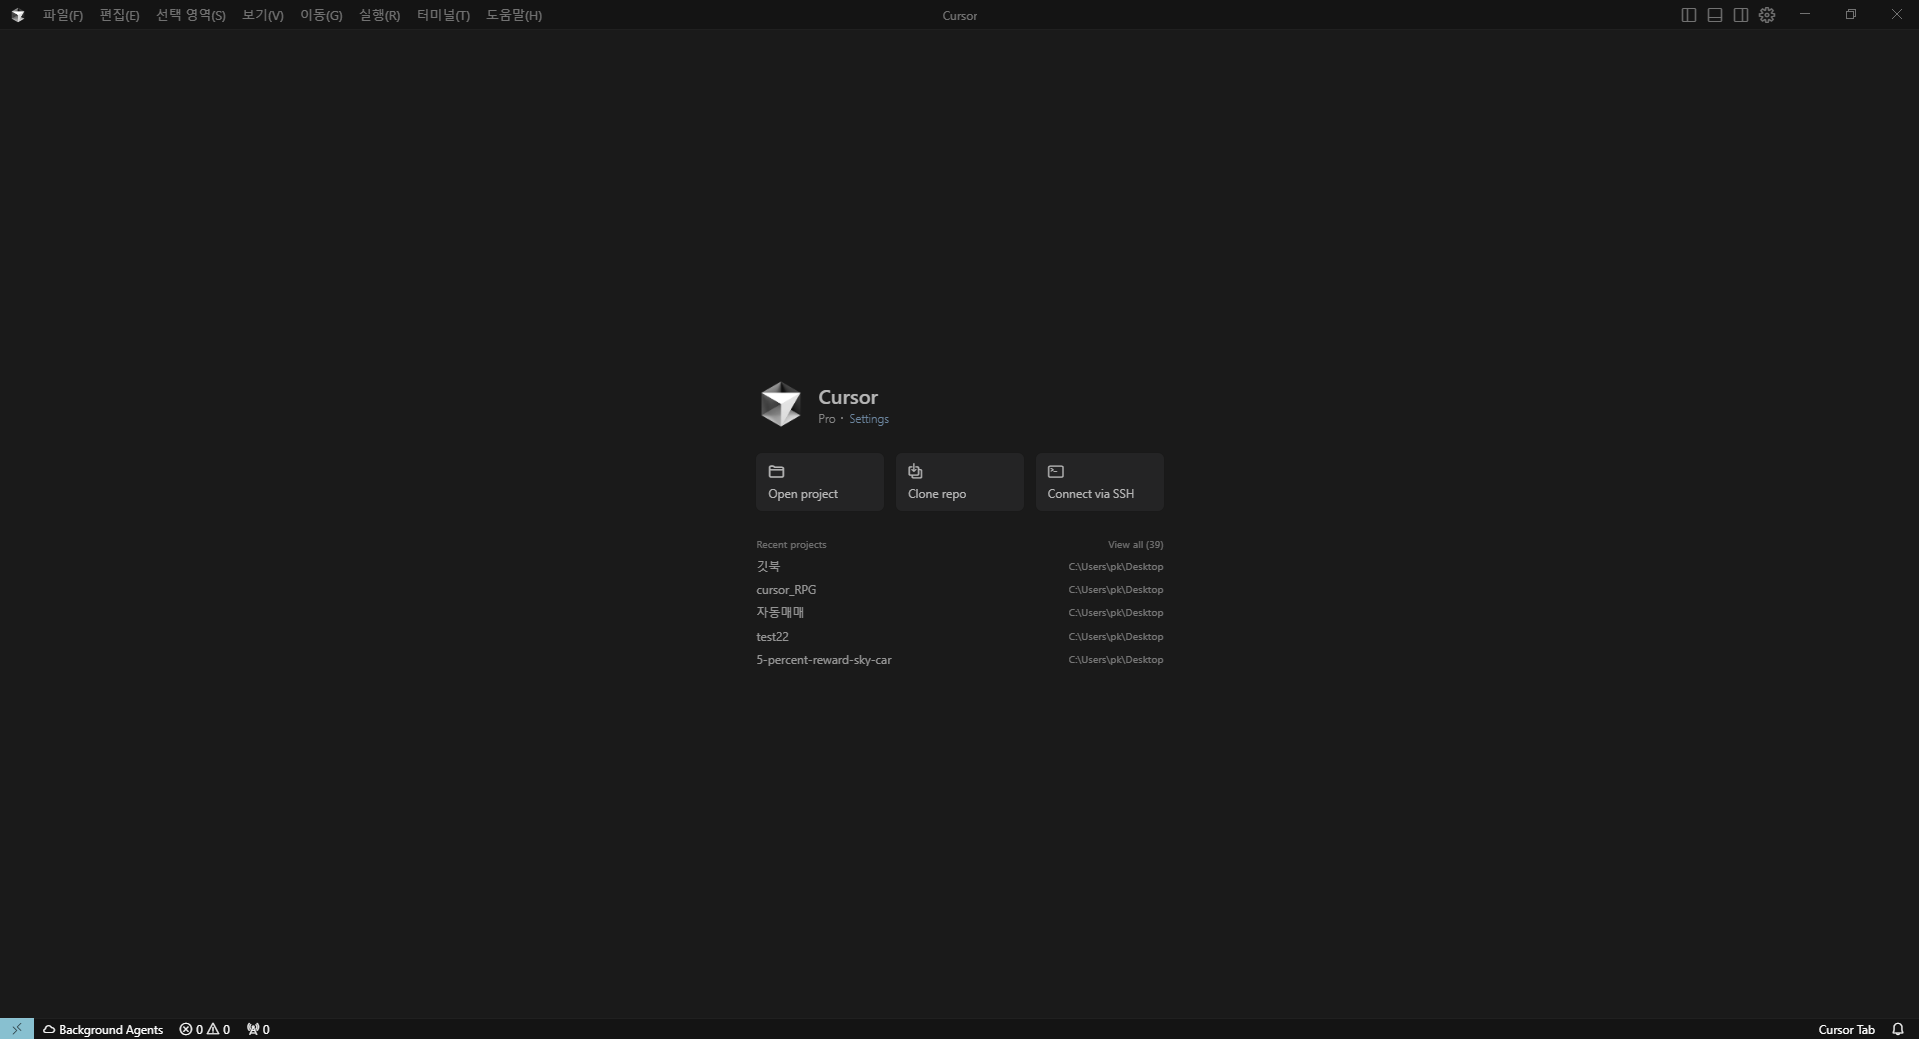 파일(F) 편집(E) 선택 영역(S) 보기(V) 이동(G) 실행(R) 터미널(T) 도움말(H) Cursor
Cursor
Pro · Settings
Open project Clone repo Connect via SSH
Recent projects View all (39)
깃북 C:\Users\pk\Desktop
cursor_RPG C:\Users\pk\Desktop
자동매매 C:\Users\pk\Desktop
test22 C:\Users\pk\Desktop
5-percent-reward-sky-car C:\Users\pk\Desktop
Background Agents 0 0 0 Cursor Tab